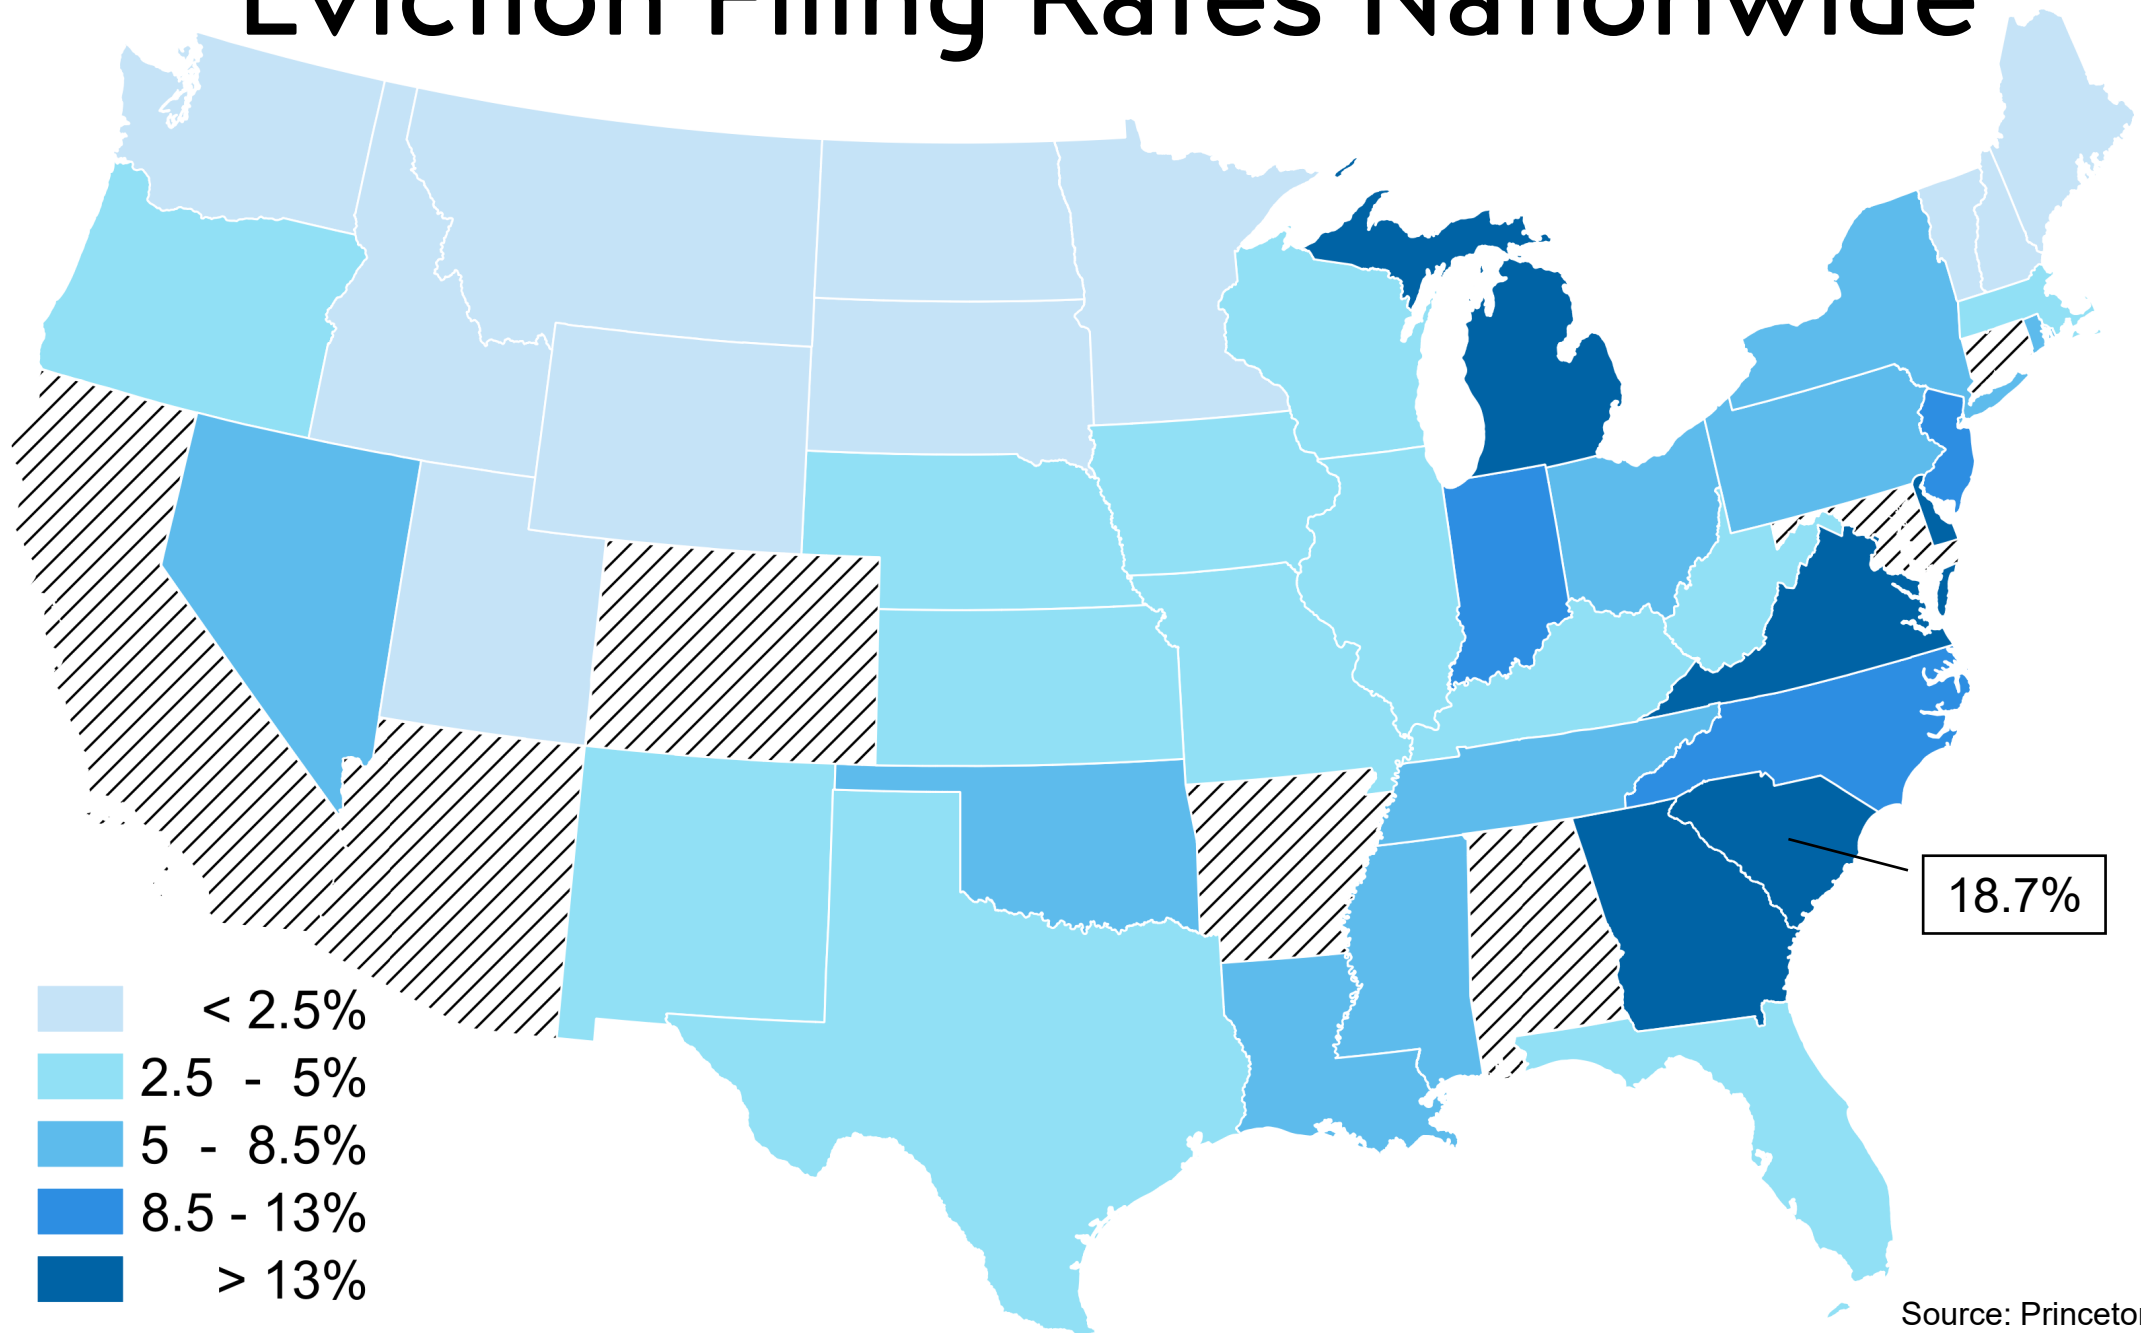 Eviction Filing Rates Nationwide
18.7%
< 2.5%
2.5 - 5%
5 - 8.5%
8.5 - 13%
> 13%
Source: Princeton